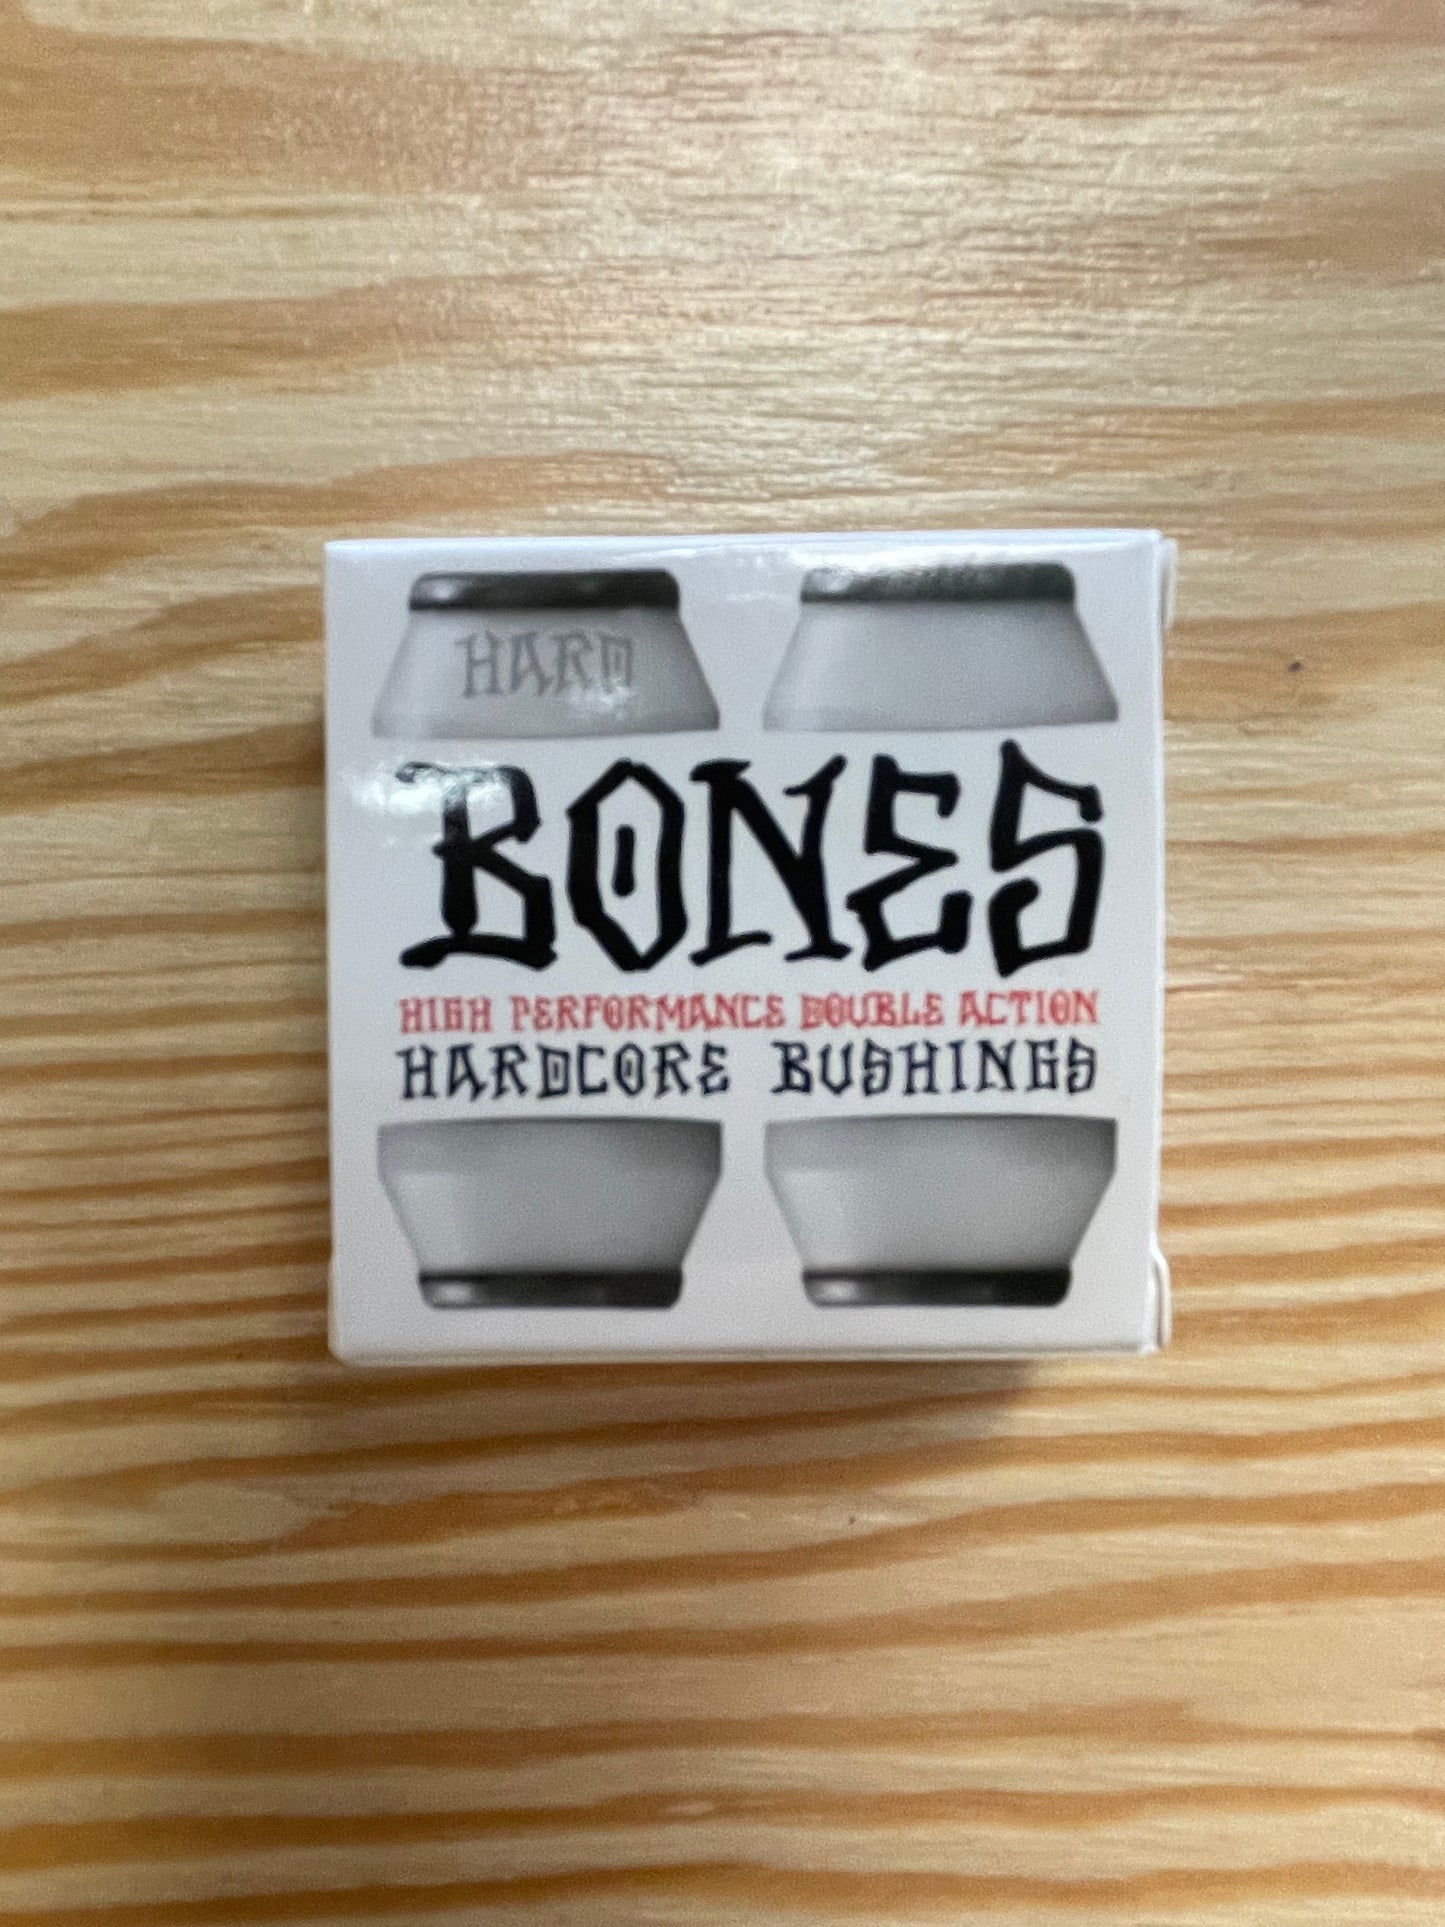 HARD
BONES
HIGH PERFORMANCE DOUBLE ACTION
HARDCORE BUSHINGS